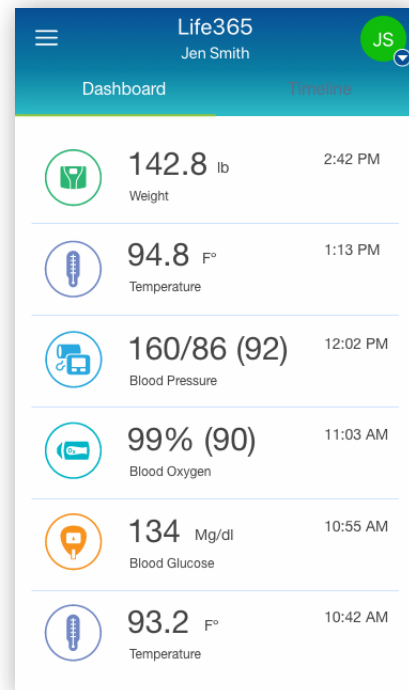 Life365
Jen Smith
JS
Dashboard Timeline
142.8 lb 2:42 PM
Weight
94.8 F° 1:13 PM
Temperature
160/86 (92) 12:02 PM
Blood Pressure
99% (90) 11:03 AM
Blood Oxygen
134 Mg/dl 10:55 AM
Blood Glucose
93.2 F° 10:42 AM
Temperature